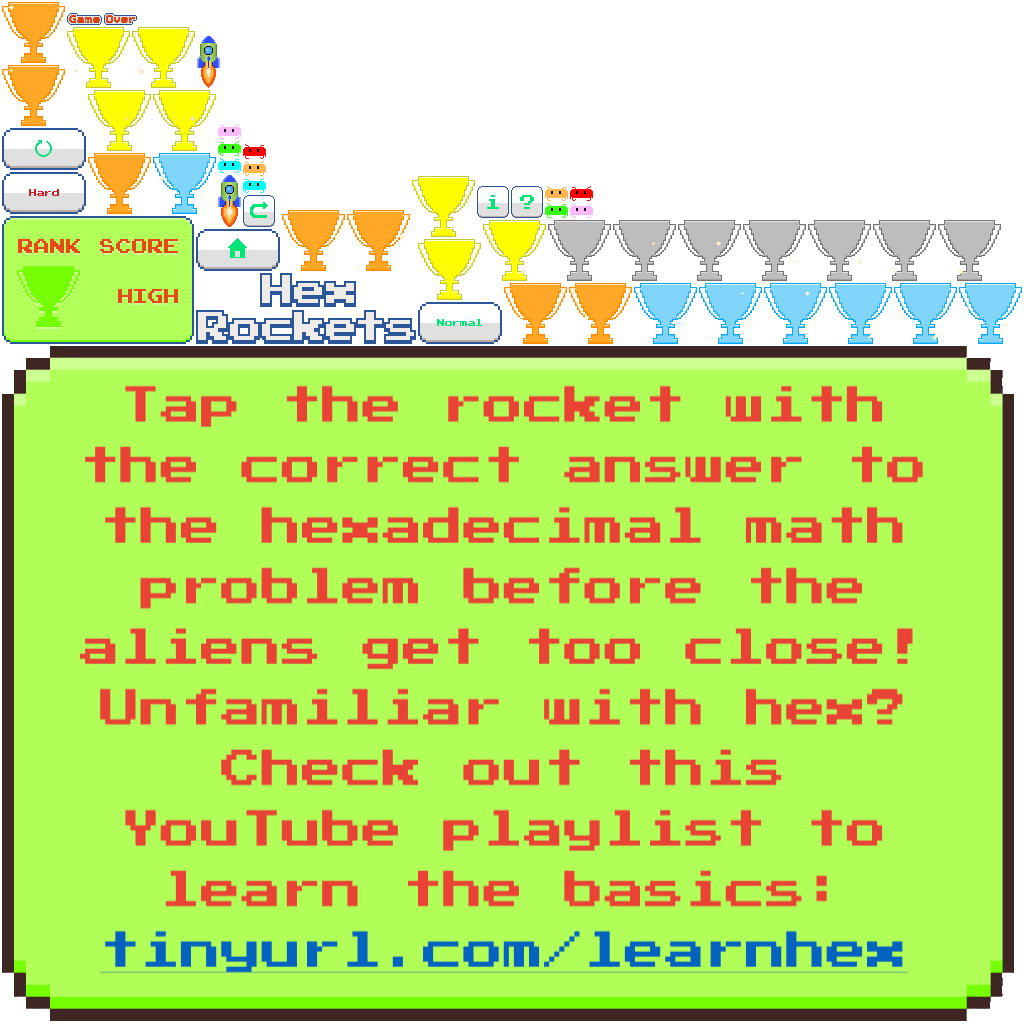 Game Over
Hard
RANK SCORE
HIGH
Hex
Rockets
Normal
i
?
Tap the rocket with
the correct answer to
the hexadecimal math
problem before the
aliens get too close!
Unfamiliar with hex?
Check out this
YouTube playlist to
learn the basics:
tinyurl.com/learnhex